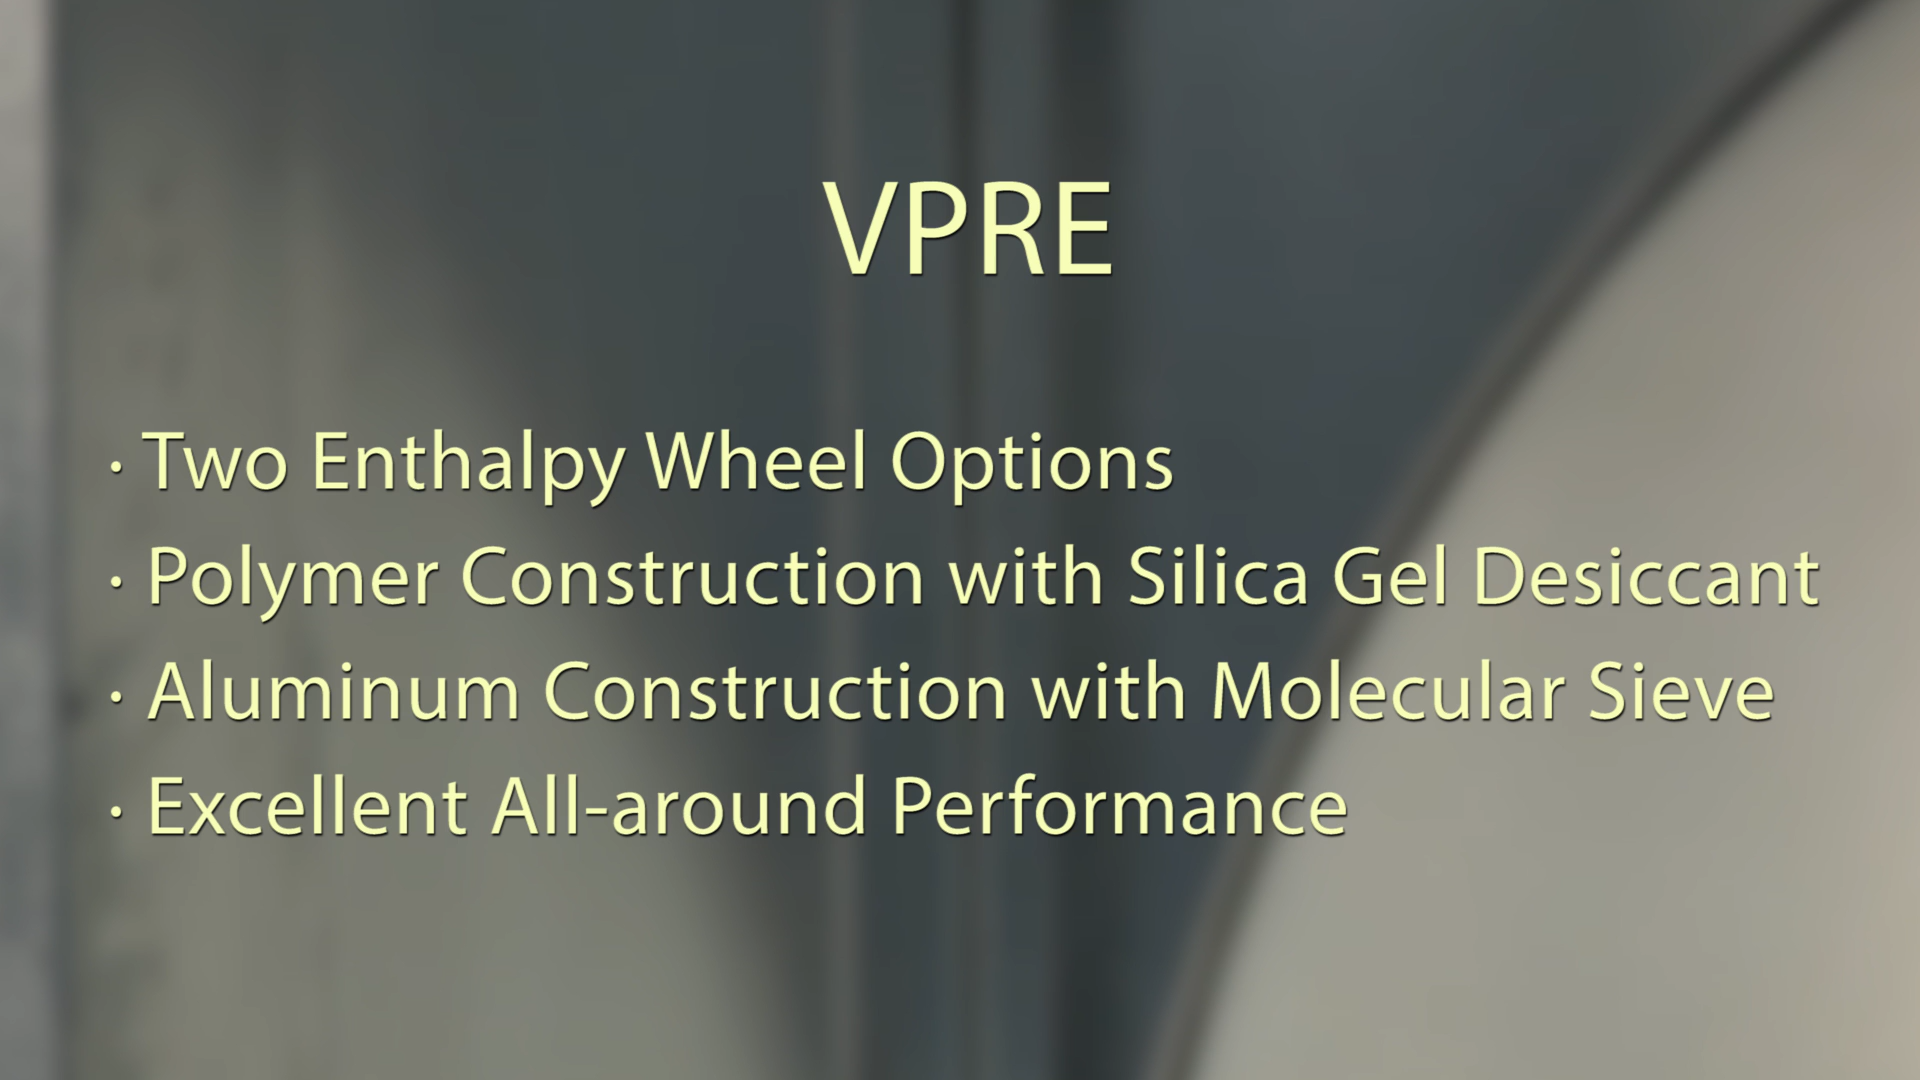 VPRE
· Two Enthalpy Wheel Options
· Polymer Construction with Silica Gel Desiccant
· Aluminum Construction with Molecular Sieve
· Excellent All-around Performance